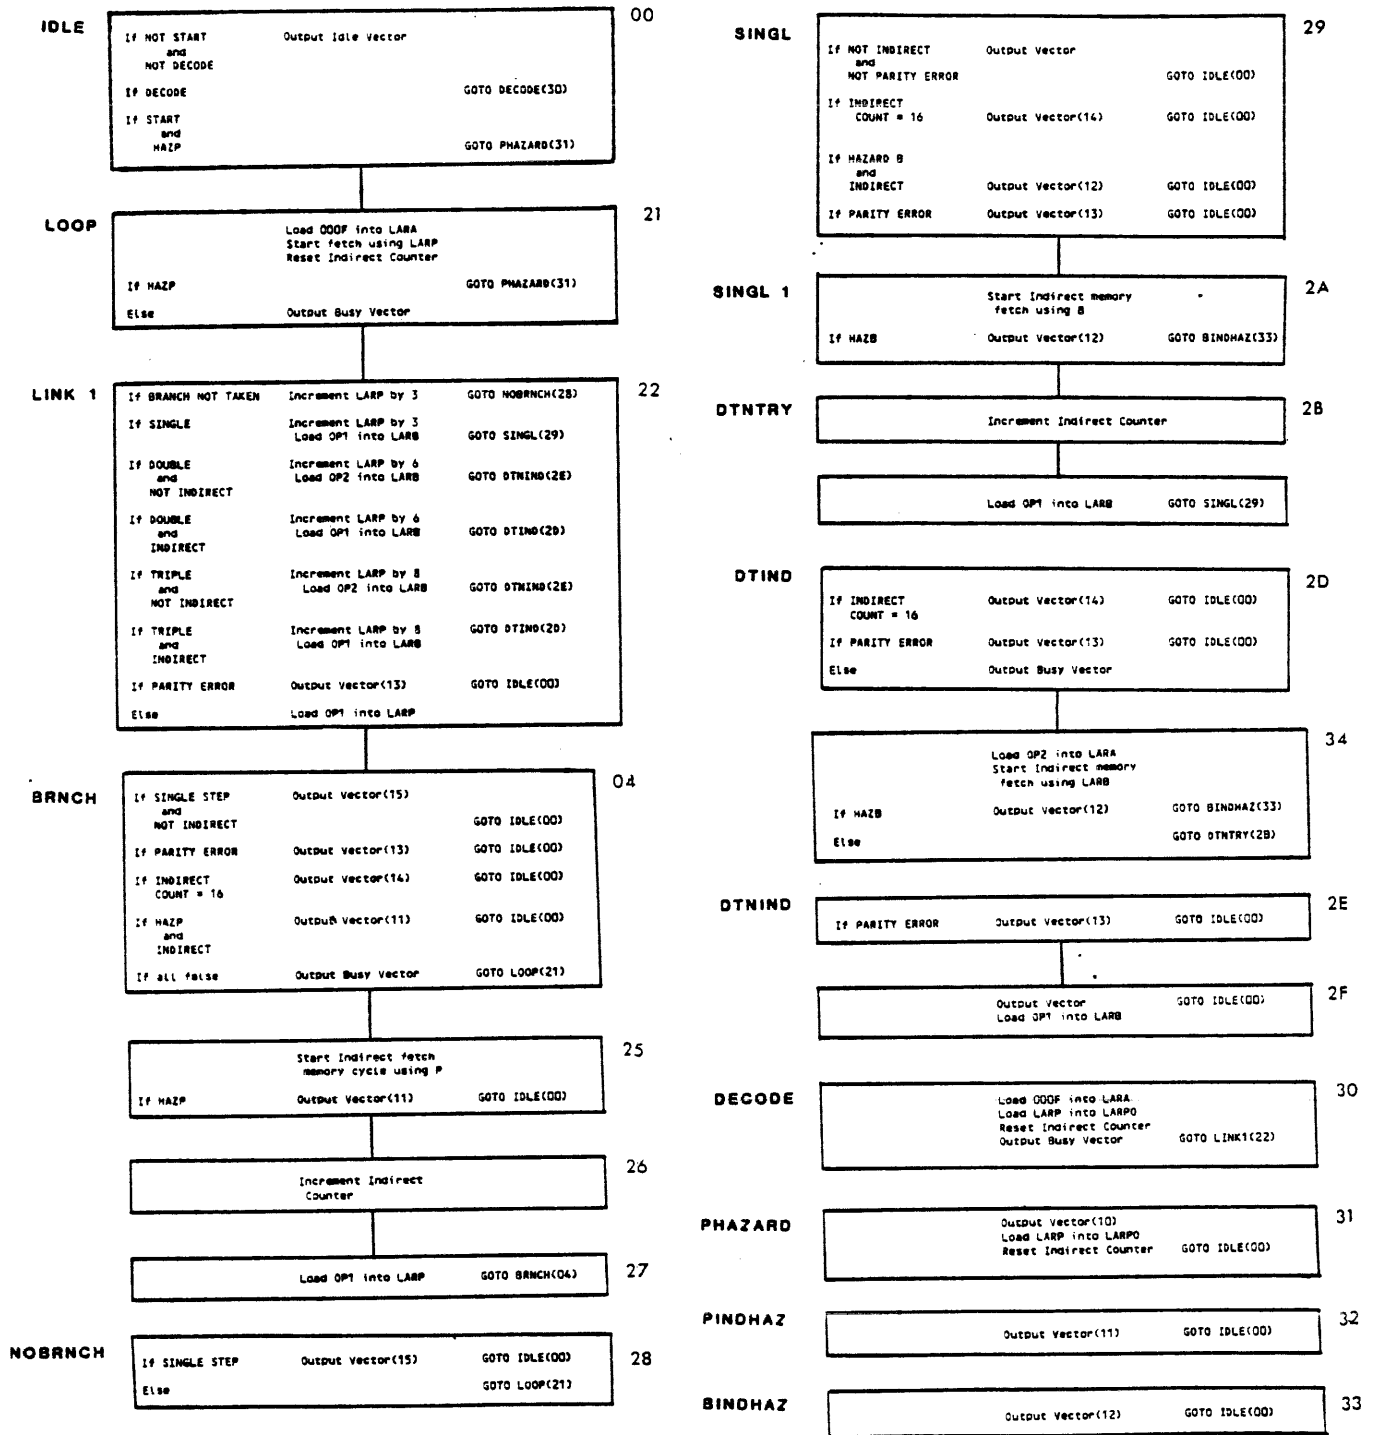 IDLE
00
If NOT START Output Idle Vector
and
NOT DECODE
If DECODE GOTO DECODE(30)
If START
and
HAZP GOTO PHAZARD(31)
LOOP
21
Load 000F into LARA
Start fetch using LARP
Reset Indirect Counter
If HAZP GOTO PHAZARD(31)
Else Output Busy Vector
LINK 1
22
If BRANCH NOT TAKEN Increment LARP by 3 GOTO NOBRNCH(28)
If SINGLE Increment LARP by 3
Load OP1 into LARB GOTO SINGL(29)
If DOUBLE Increment LARP by 6
and Load OP2 into LARB GOTO DTNIND(2E)
NOT INDIRECT
If DOUBLE Increment LARP by 6
and Load OP1 into LARB GOTO DTIND(2D)
INDIRECT
If TRIPLE Increment LARP by 8
and Load OP2 into LARB GOTO DTNIND(2E)
NOT INDIRECT
If TRIPLE Increment LARP by 8 GOTO DTIND(2D)
and Load OP1 into LARB
INDIRECT
If PARITY ERROR Output Vector(13) GOTO IDLE(00)
Else Load OP1 into LARP
BRNCH
04
If SINGLE STEP Output Vector(15)
and
NOT INDIRECT GOTO IDLE(00)
If PARITY ERROR Output Vector(13) GOTO IDLE(00)
If INDIRECT Output Vector(14) GOTO IDLE(00)
COUNT = 16
If HAZP Output Vector(11) GOTO IDLE(00)
and
INDIRECT
If all false Output Busy Vector GOTO LOOP(21)
25
Start Indirect fetch
memory cycle using P
If HAZP Output Vector(11) GOTO IDLE(00)
26
Increment Indirect
Counter
27
Load OP1 into LARP GOTO BRNCH(04)
NOBRNCH
28
If SINGLE STEP Output Vector(15) GOTO IDLE(00)
Else GOTO LOOP(21)
SINGL
29
If NOT INDIRECT Output Vector
and
NOT PARITY ERROR GOTO IDLE(00)
If INDIRECT
COUNT = 16 Output Vector(14) GOTO IDLE(00)
If HAZARD B
and
INDIRECT Output Vector(12) GOTO IDLE(00)
If PARITY ERROR Output Vector(13) GOTO IDLE(00)
SINGL 1
2A
Start Indirect memory
fetch using B
If HAZB Output Vector(12) GOTO BINDHAZ(33)
DTNTRY
2B
Increment Indirect Counter
Load OP1 into LARB GOTO SINGL(29)
DTIND
2D
If INDIRECT Output Vector(14) GOTO IDLE(00)
COUNT = 16
If PARITY ERROR Output Vector(13) GOTO IDLE(00)
Else Output Busy Vector
34
Load OP2 into LARA
Start Indirect memory
fetch using LARB
If HAZB Output Vector(12) GOTO BINDHAZ(33)
Else GOTO DTNTRY(2B)
DTNIND
2E
If PARITY ERROR Output Vector(13) GOTO IDLE(00)
2F
Output Vector GOTO IDLE(00)
Load OP1 into LARB
DECODE
30
Load 000F into LARA
Load LARP into LARPO
Reset Indirect Counter
Output Busy Vector GOTO LINK1(22)
PHAZARD
31
Output Vector(10)
Load LARP into LARPO
Reset Indirect Counter GOTO IDLE(00)
PINDHAZ
32
Output Vector(11) GOTO IDLE(00)
BINDHAZ
33
Output Vector(12) GOTO IDLE(00)